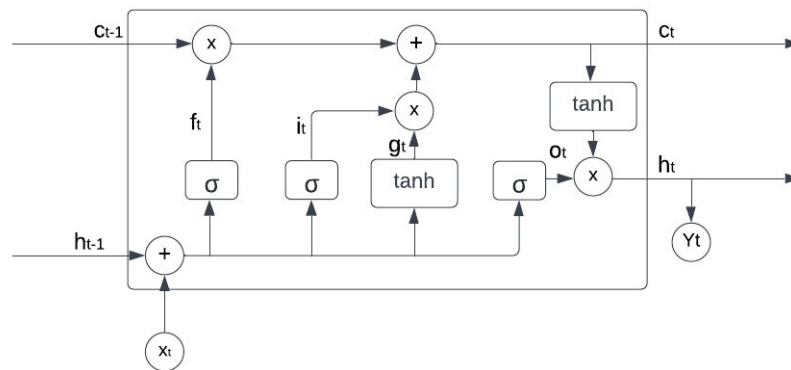 Ct-1 x + Ct
tanh
ft it x
gt ot ht
σ σ tanh σ x
ht-1 + Yt
xt